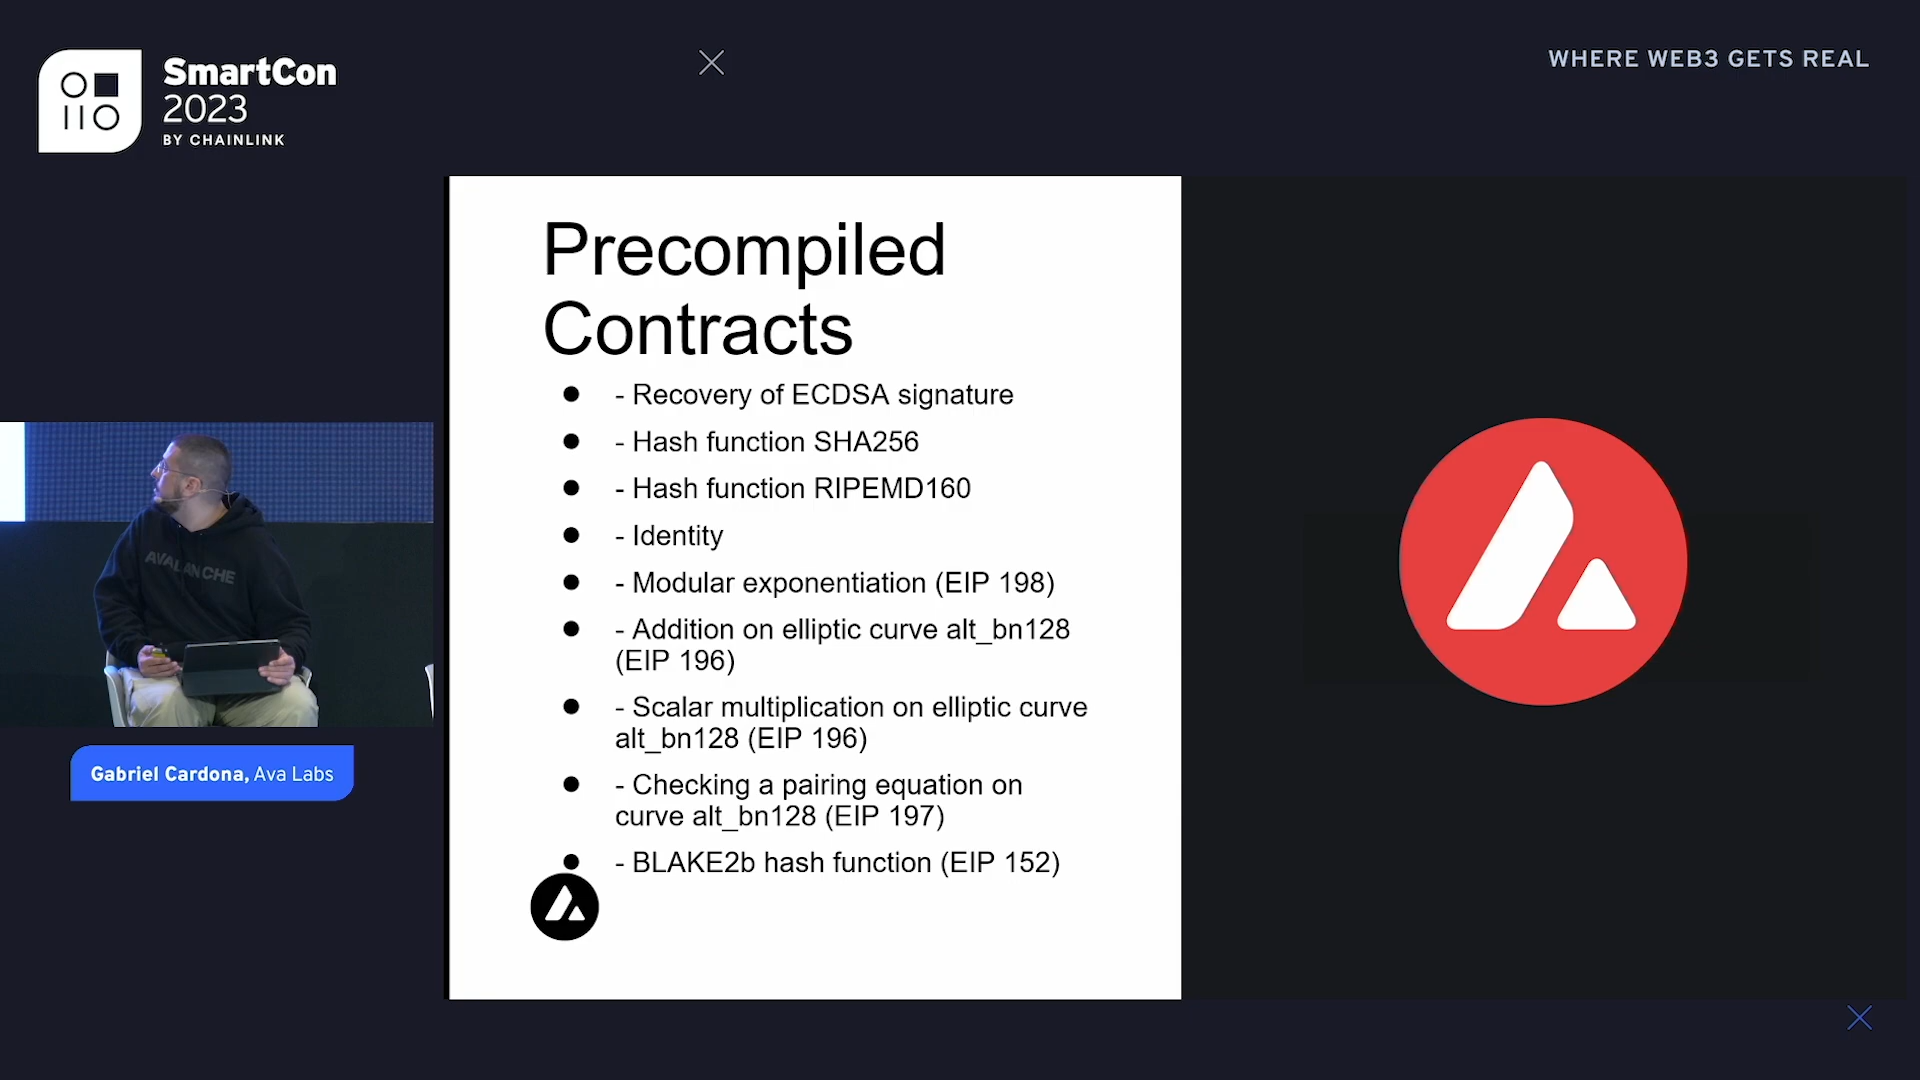 SmartCon
2023
BY CHAINLINK
WHERE WEB3 GETS REAL
Precompiled
Contracts
- Recovery of ECDSA signature
- Hash function SHA256
- Hash function RIPEMD160
- Identity
- Modular exponentiation (EIP 198)
- Addition on elliptic curve alt_bn128
(EIP 196)
- Scalar multiplication on elliptic curve
alt_bn128 (EIP 196)
- Checking a pairing equation on
curve alt_bn128 (EIP 197)
- BLAKE2b hash function (EIP 152)
AVALANCHE
Gabriel Cardona, Ava Labs